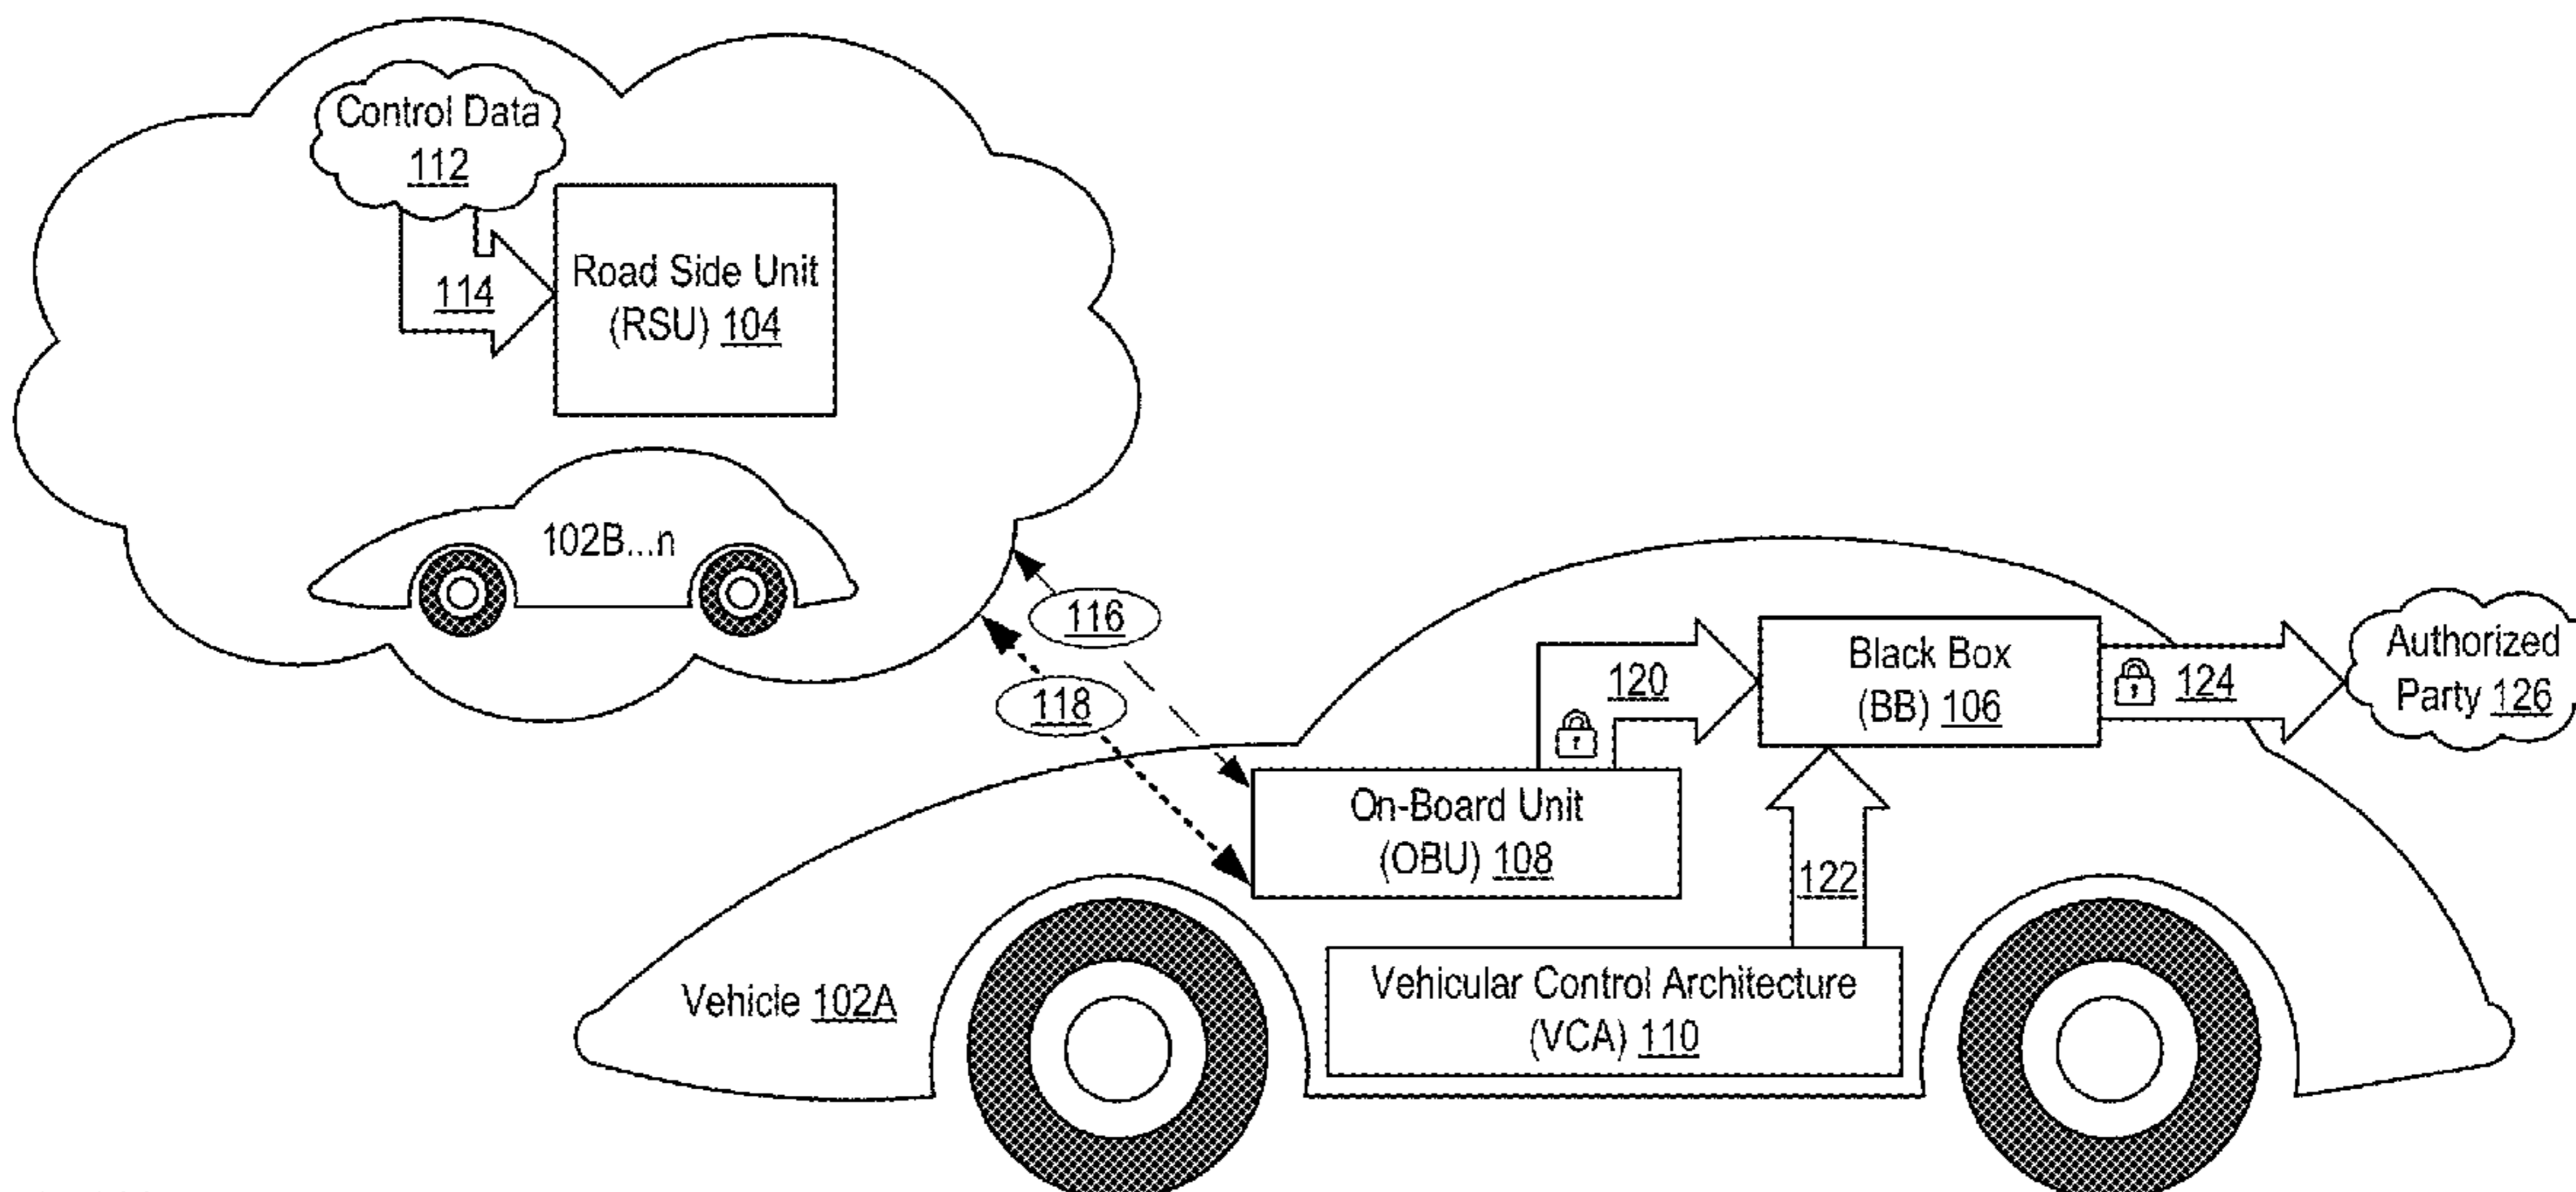 Control Data
112
114
Road Side Unit
(RSU) 104
102B...n
116
118
120
Black Box
(BB) 106
124
Authorized
Party 126
On-Board Unit
(OBU) 108
122
Vehicle 102A
Vehicular Control Architecture
(VCA) 110